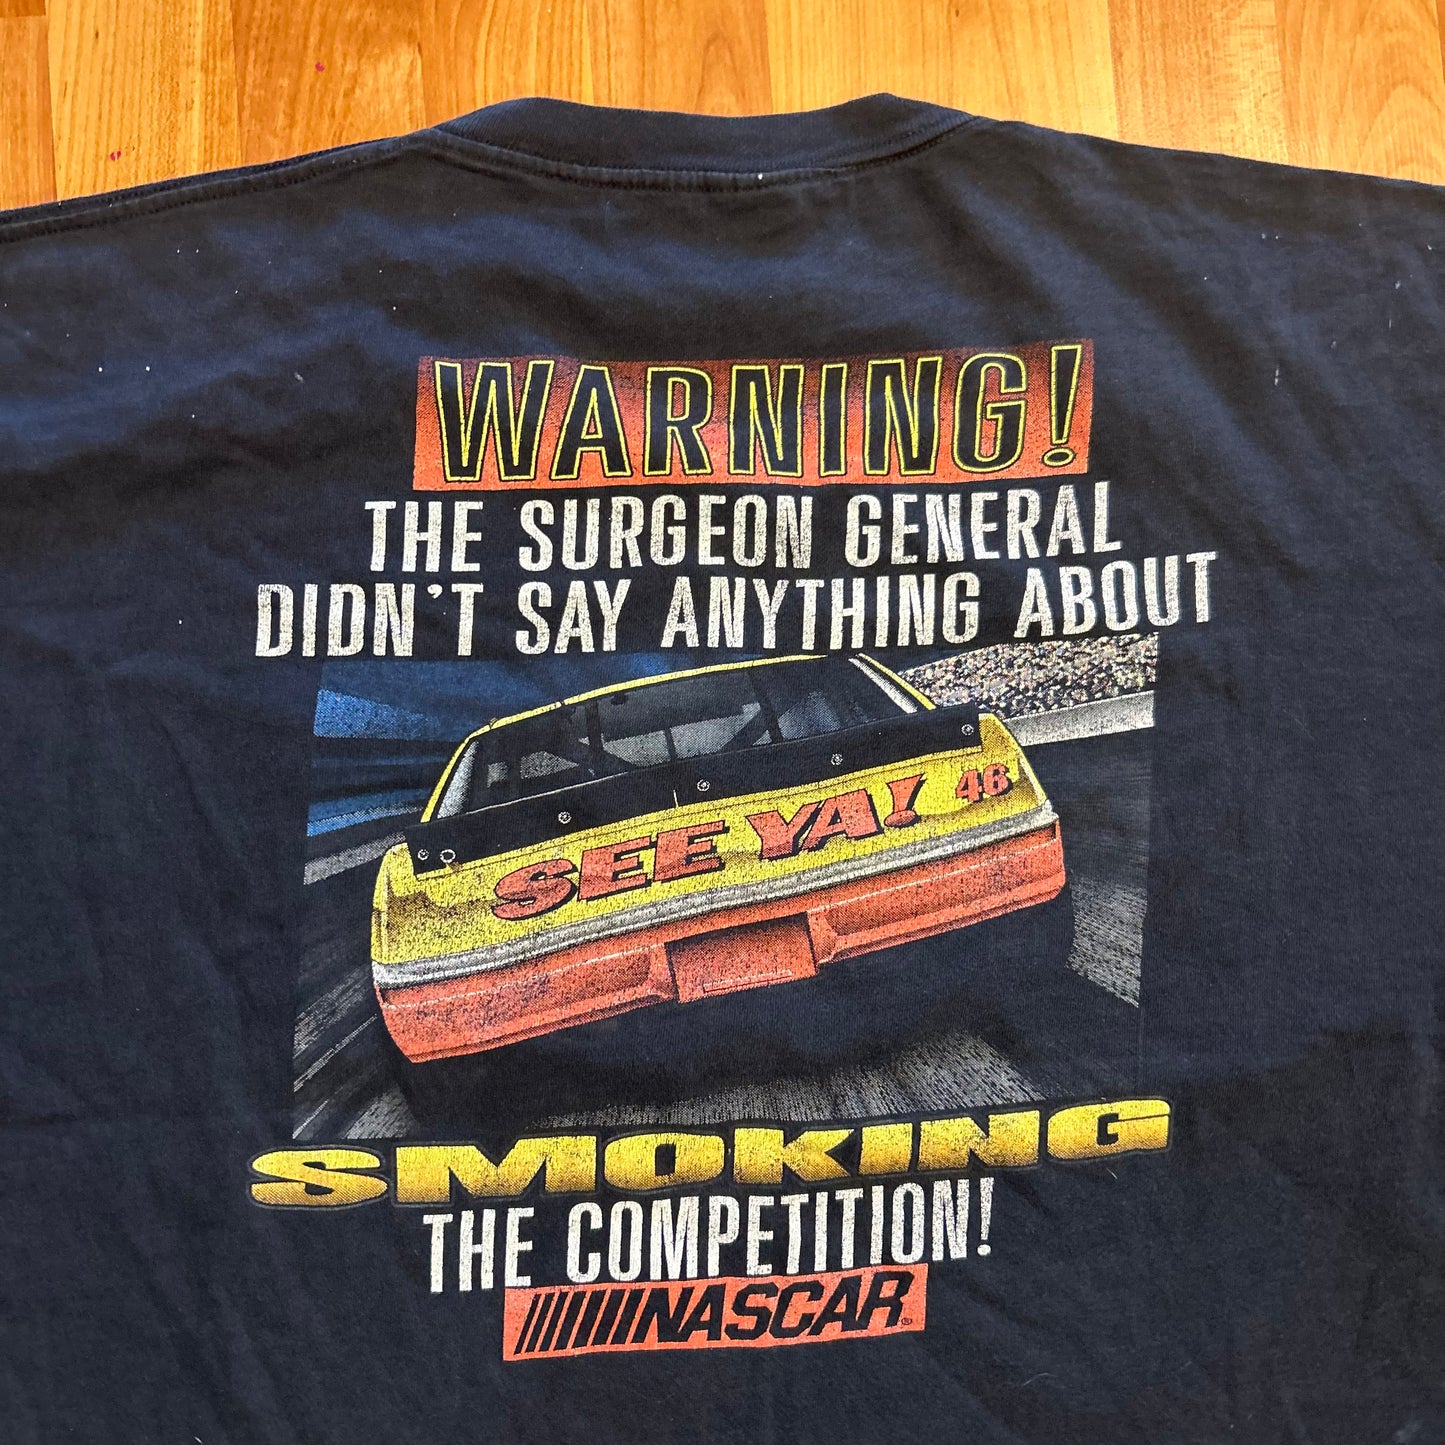 WARNING!
THE SURGEON GENERAL
DIDN'T SAY ANYTHING ABOUT
SEE YA! 46
SMOKING
THE COMPETITION!
NASCAR®